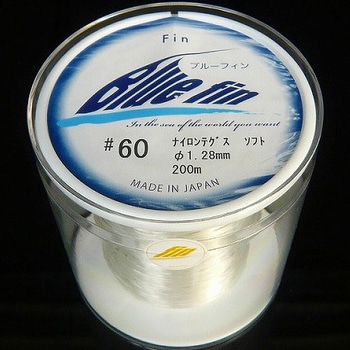 Fin
ブルーフィン
Blue fin
In the sea of the world you want
#60 ナイロンテグス ソフト
φ1.28mm
200m
MADE IN JAPAN
fin